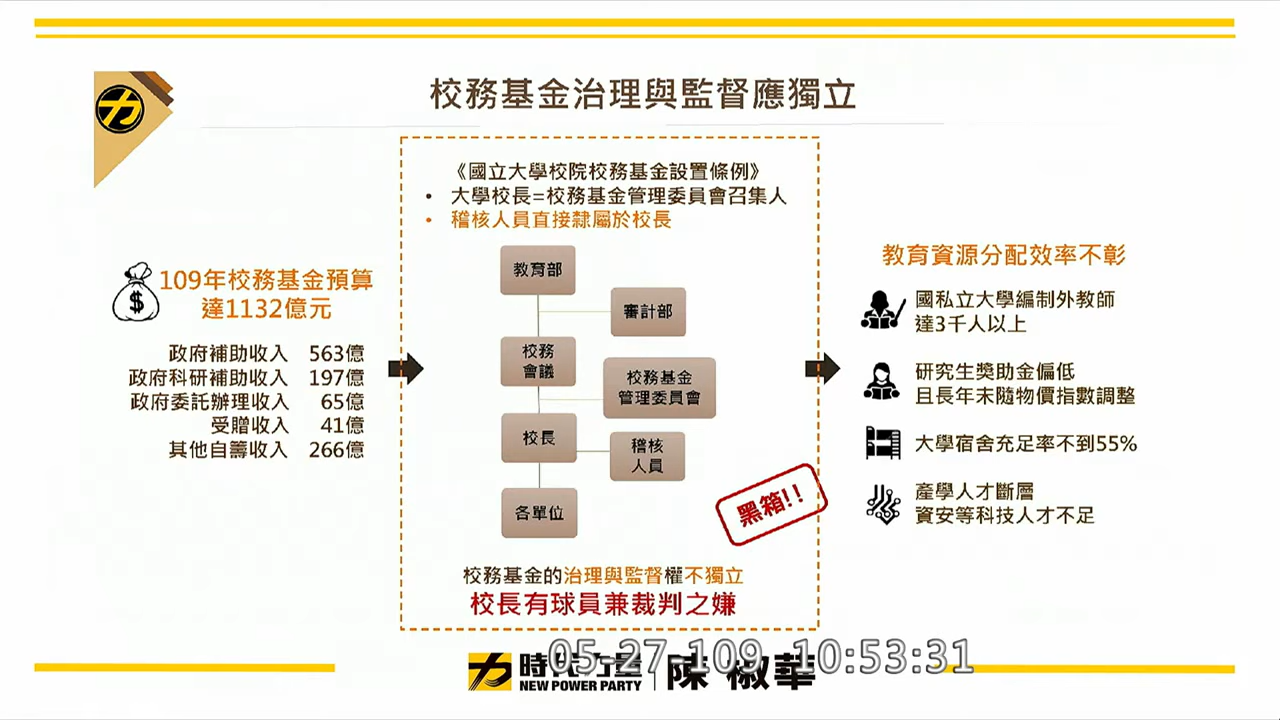 校務基金治理與監督應獨立
109年校務基金預算
達1132億元
政府補助收入 563億
政府科研補助收入 197億
政府委託辦理收入 65億
受贈收入 41億
其他自籌收入 266億
《國立大學校院校務基金設置條例》
• 大學校長=校務基金管理委員會召集人
• 稽核人員直接隸屬於校長
教育部
審計部
校務
會議
校務基金
管理委員會
校長
稽核
人員
各單位
黑箱!!
校務基金的治理與監督權不獨立
校長有球員兼裁判之嫌
教育資源分配效率不彰
國私立大學編制外教師
達3千人以上
研究生獎助金偏低
且長年未隨物價指數調整
大學宿舍充足率不到55%
產學人才斷層
資安等科技人才不足
時代力量
NEW POWER PARTY
陳椒華
05-27-109 10:53:31